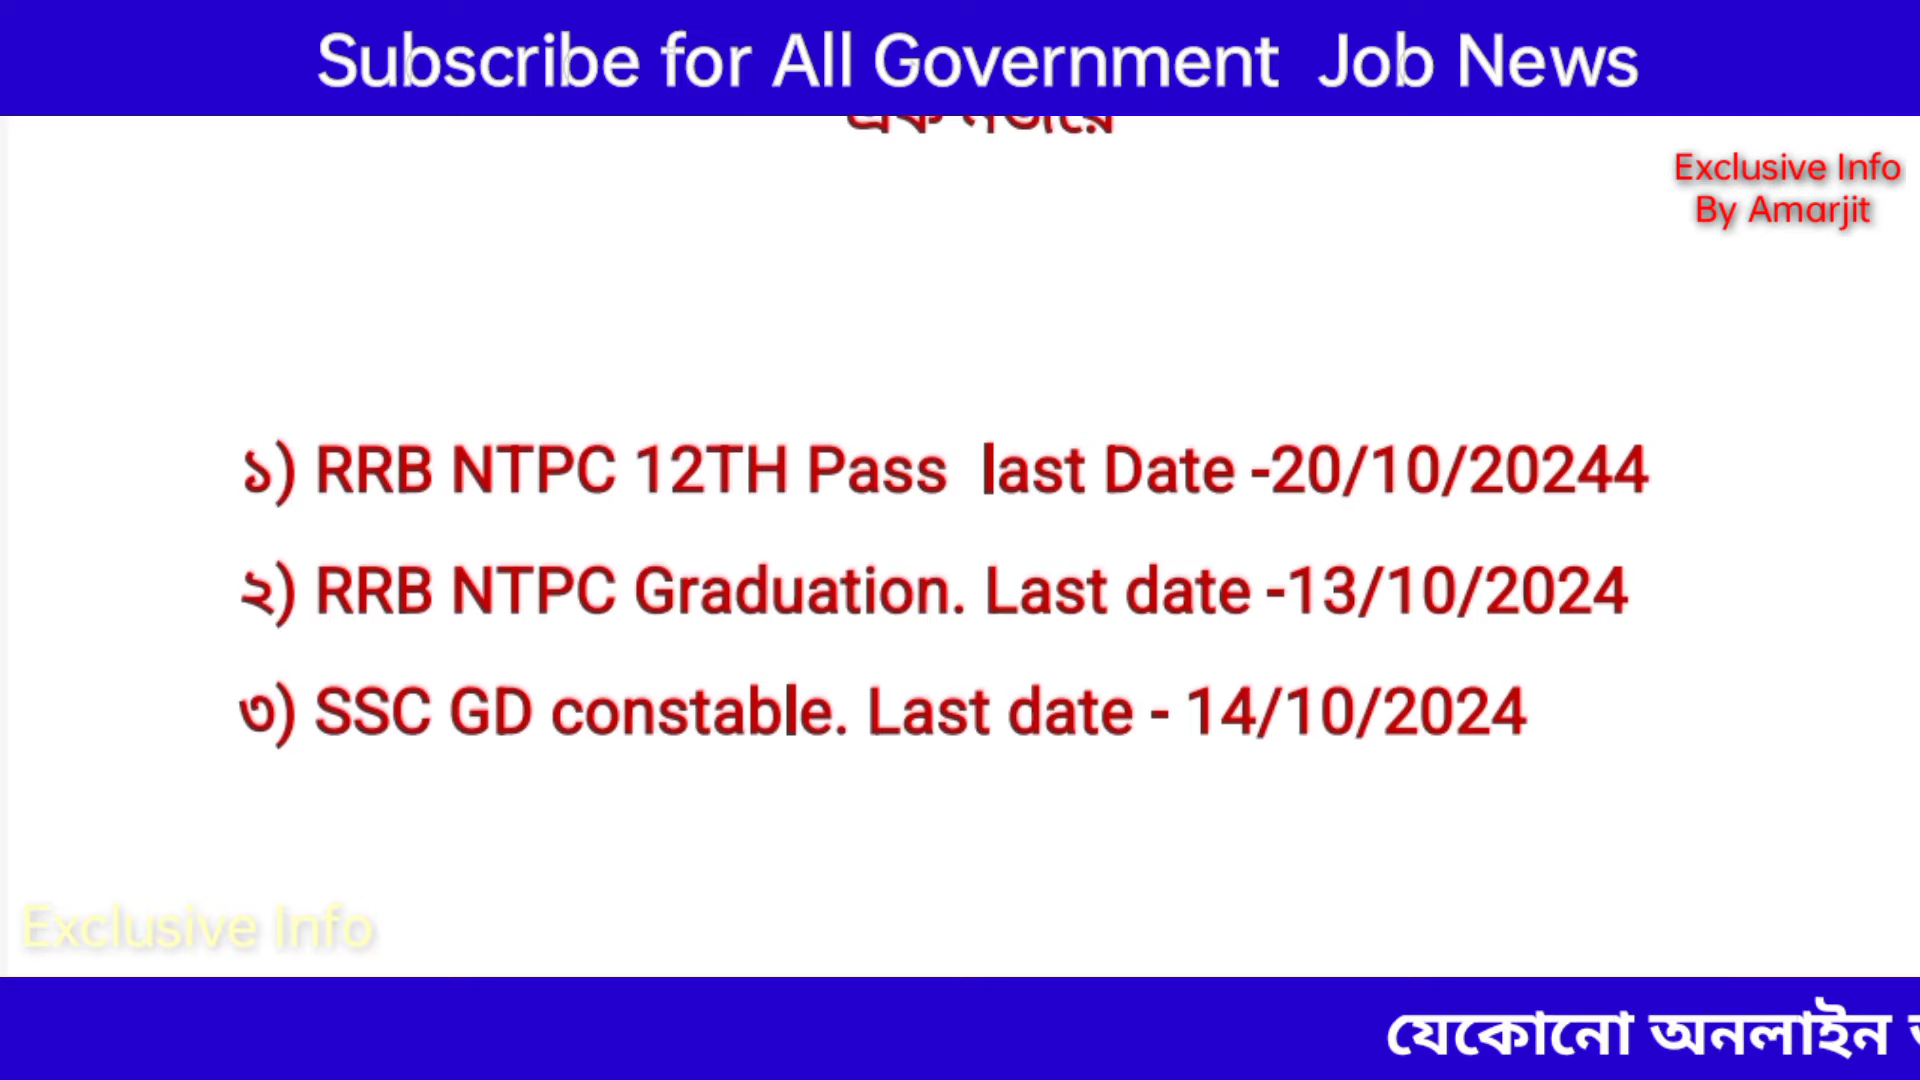 Subscribe for All Government Job News
Exclusive Info
By Amarjit
১) RRB NTPC 12TH Pass last Date -20/10/20244
২) RRB NTPC Graduation. Last date -13/10/2024
৩) SSC GD constable. Last date - 14/10/2024
Exclusive Info
যেকোনো অনলাইন